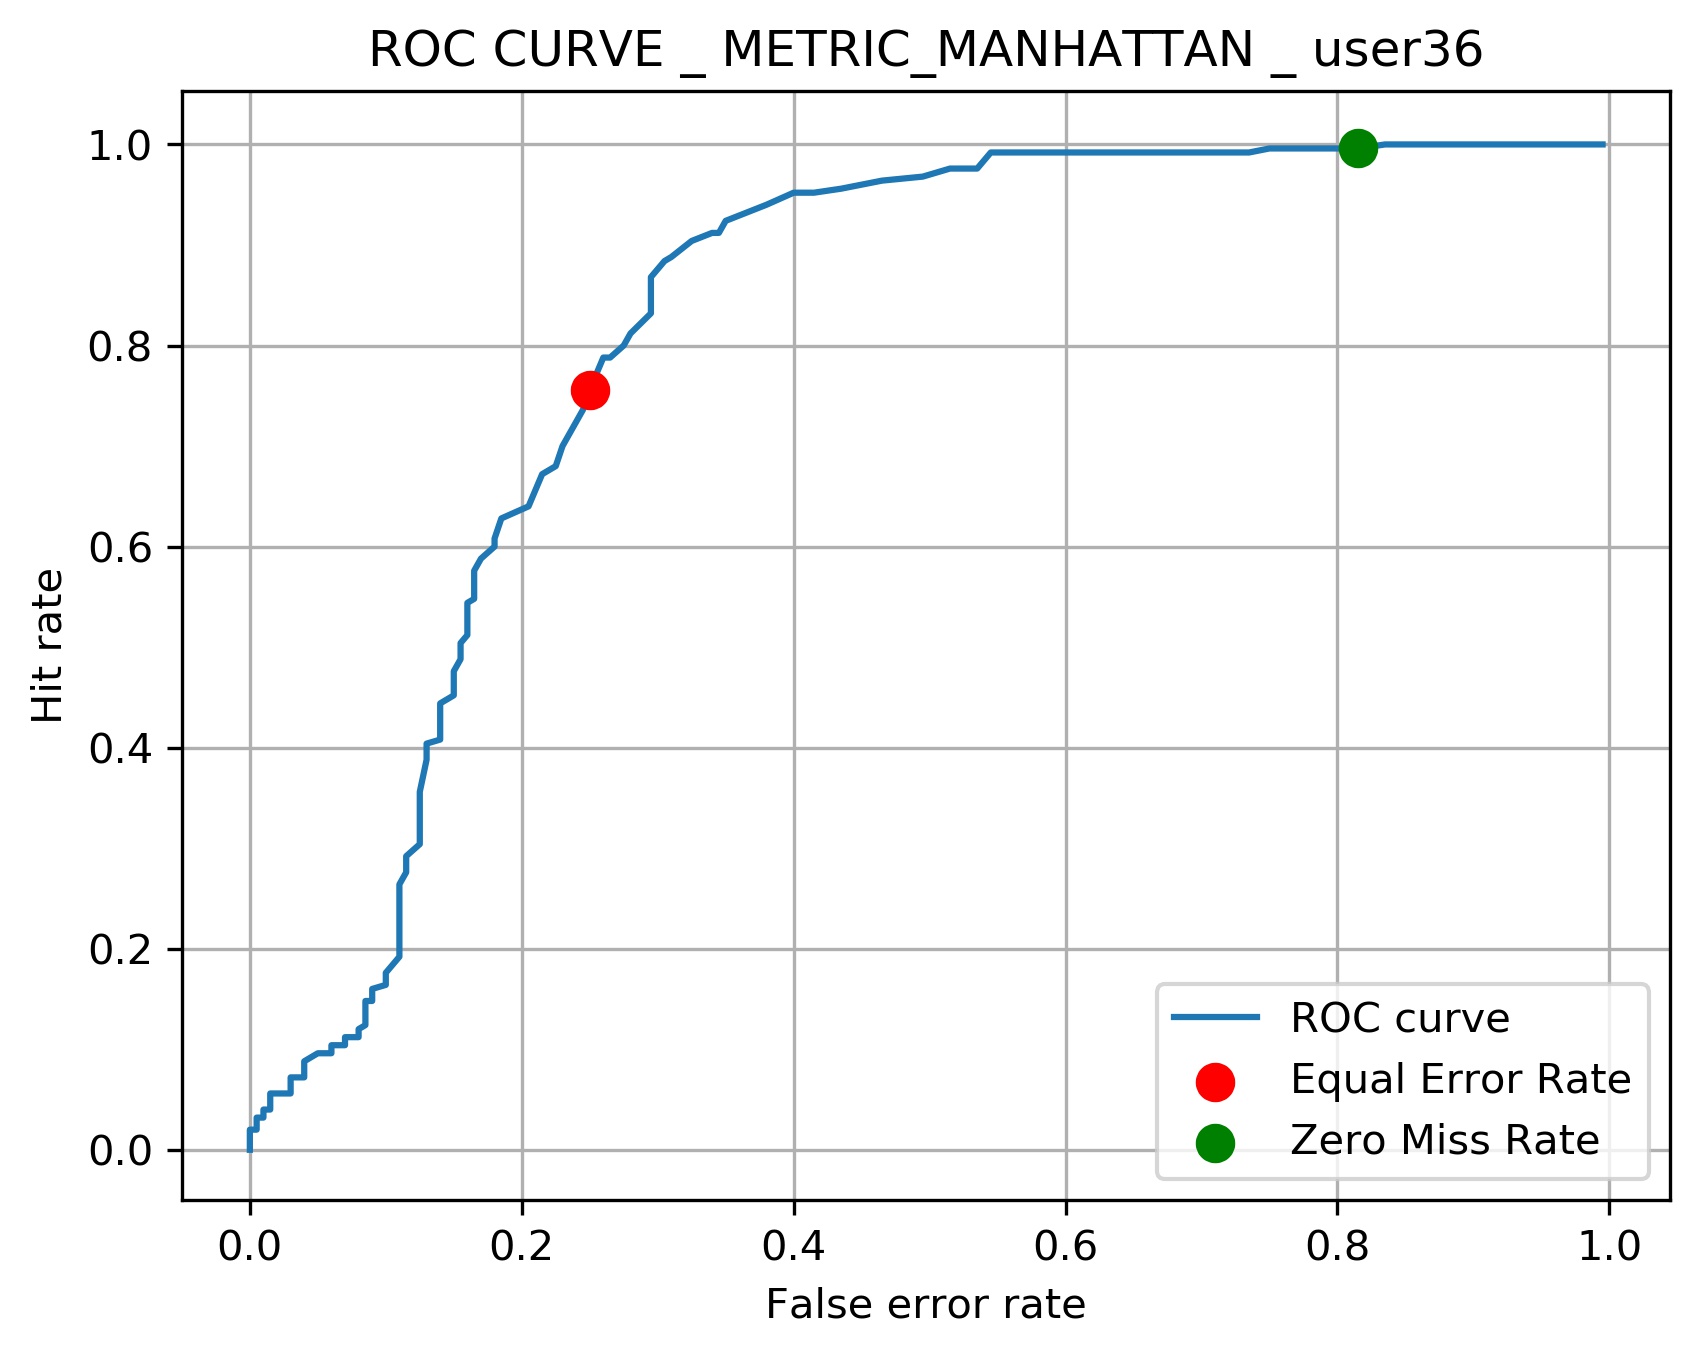 ROC CURVE _ METRIC_MANHATTAN _ user36
1.0
0.8
0.6
0.4
0.2
0.0
Hit rate
ROC curve
Equal Error Rate
Zero Miss Rate
0.0 0.2 0.4 0.6 0.8 1.0
False error rate